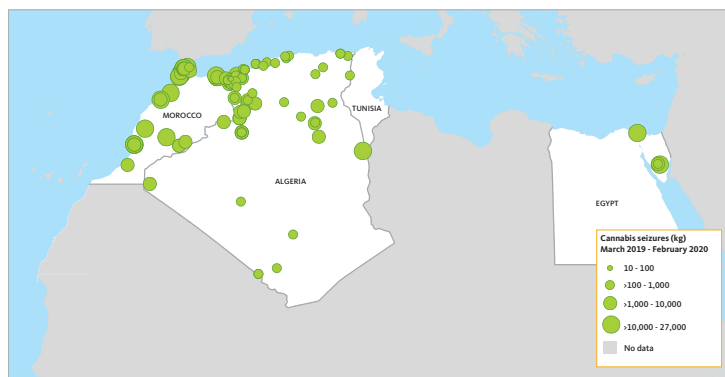 MOROCCO
TUNISIA
ALGERIA
EGYPT
Cannabis seizures (kg)
March 2019 - February 2020
10 - 100
>100 - 1,000
>1,000 - 10,000
>10,000 - 27,000
No data